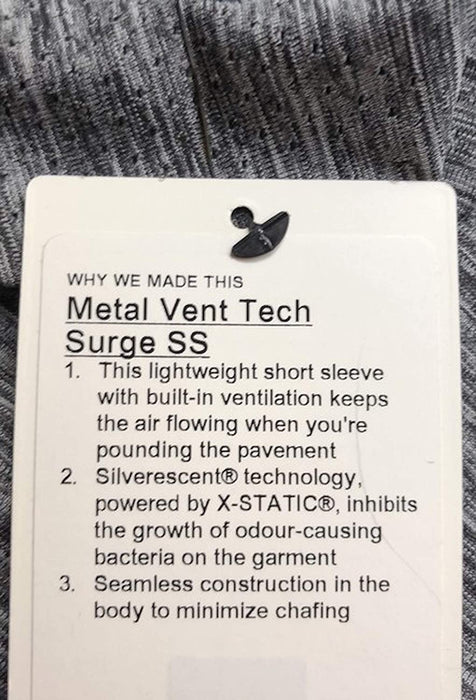 WHY WE MADE THIS
Metal Vent Tech
Surge SS
1. This lightweight short sleeve
with built-in ventilation keeps
the air flowing when you're
pounding the pavement
2. Silverescent® technology,
powered by X-STATIC®, inhibits
the growth of odour-causing
bacteria on the garment
3. Seamless construction in the
body to minimize chafing